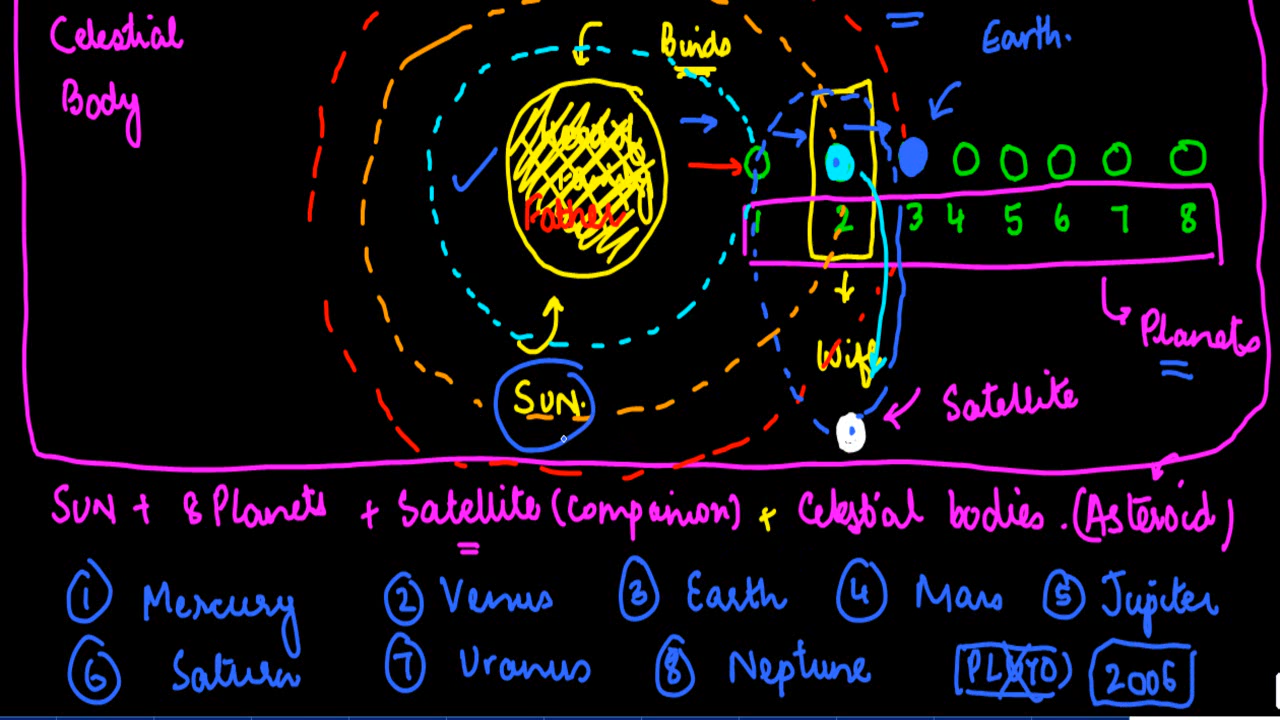 Celestial
Body
Binds
Earth.
Father
1 2 3 4 5 6 7 8
Planets
Wife
Satellite
SUN.
SUN + 8 Planets + Satellite (Companion) + Celestial bodies. (Asteroid)
1 Mercury 2 Venus 3 Earth 4 Mars 5 Jupiter
6 Saturn 7 Uranus 8 Neptune (PLUTO) 2006